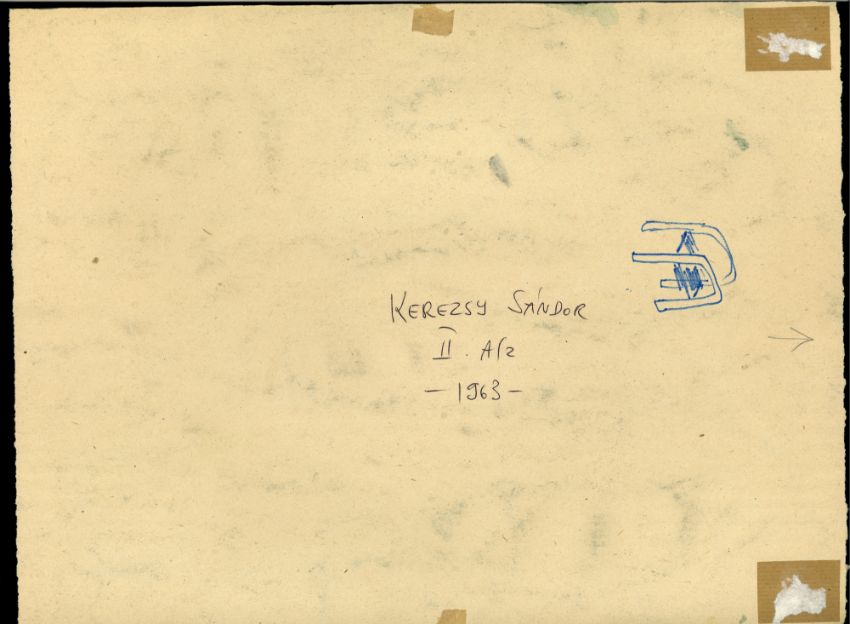 KEREZSY SÁNDOR
II. A/2
—1963—